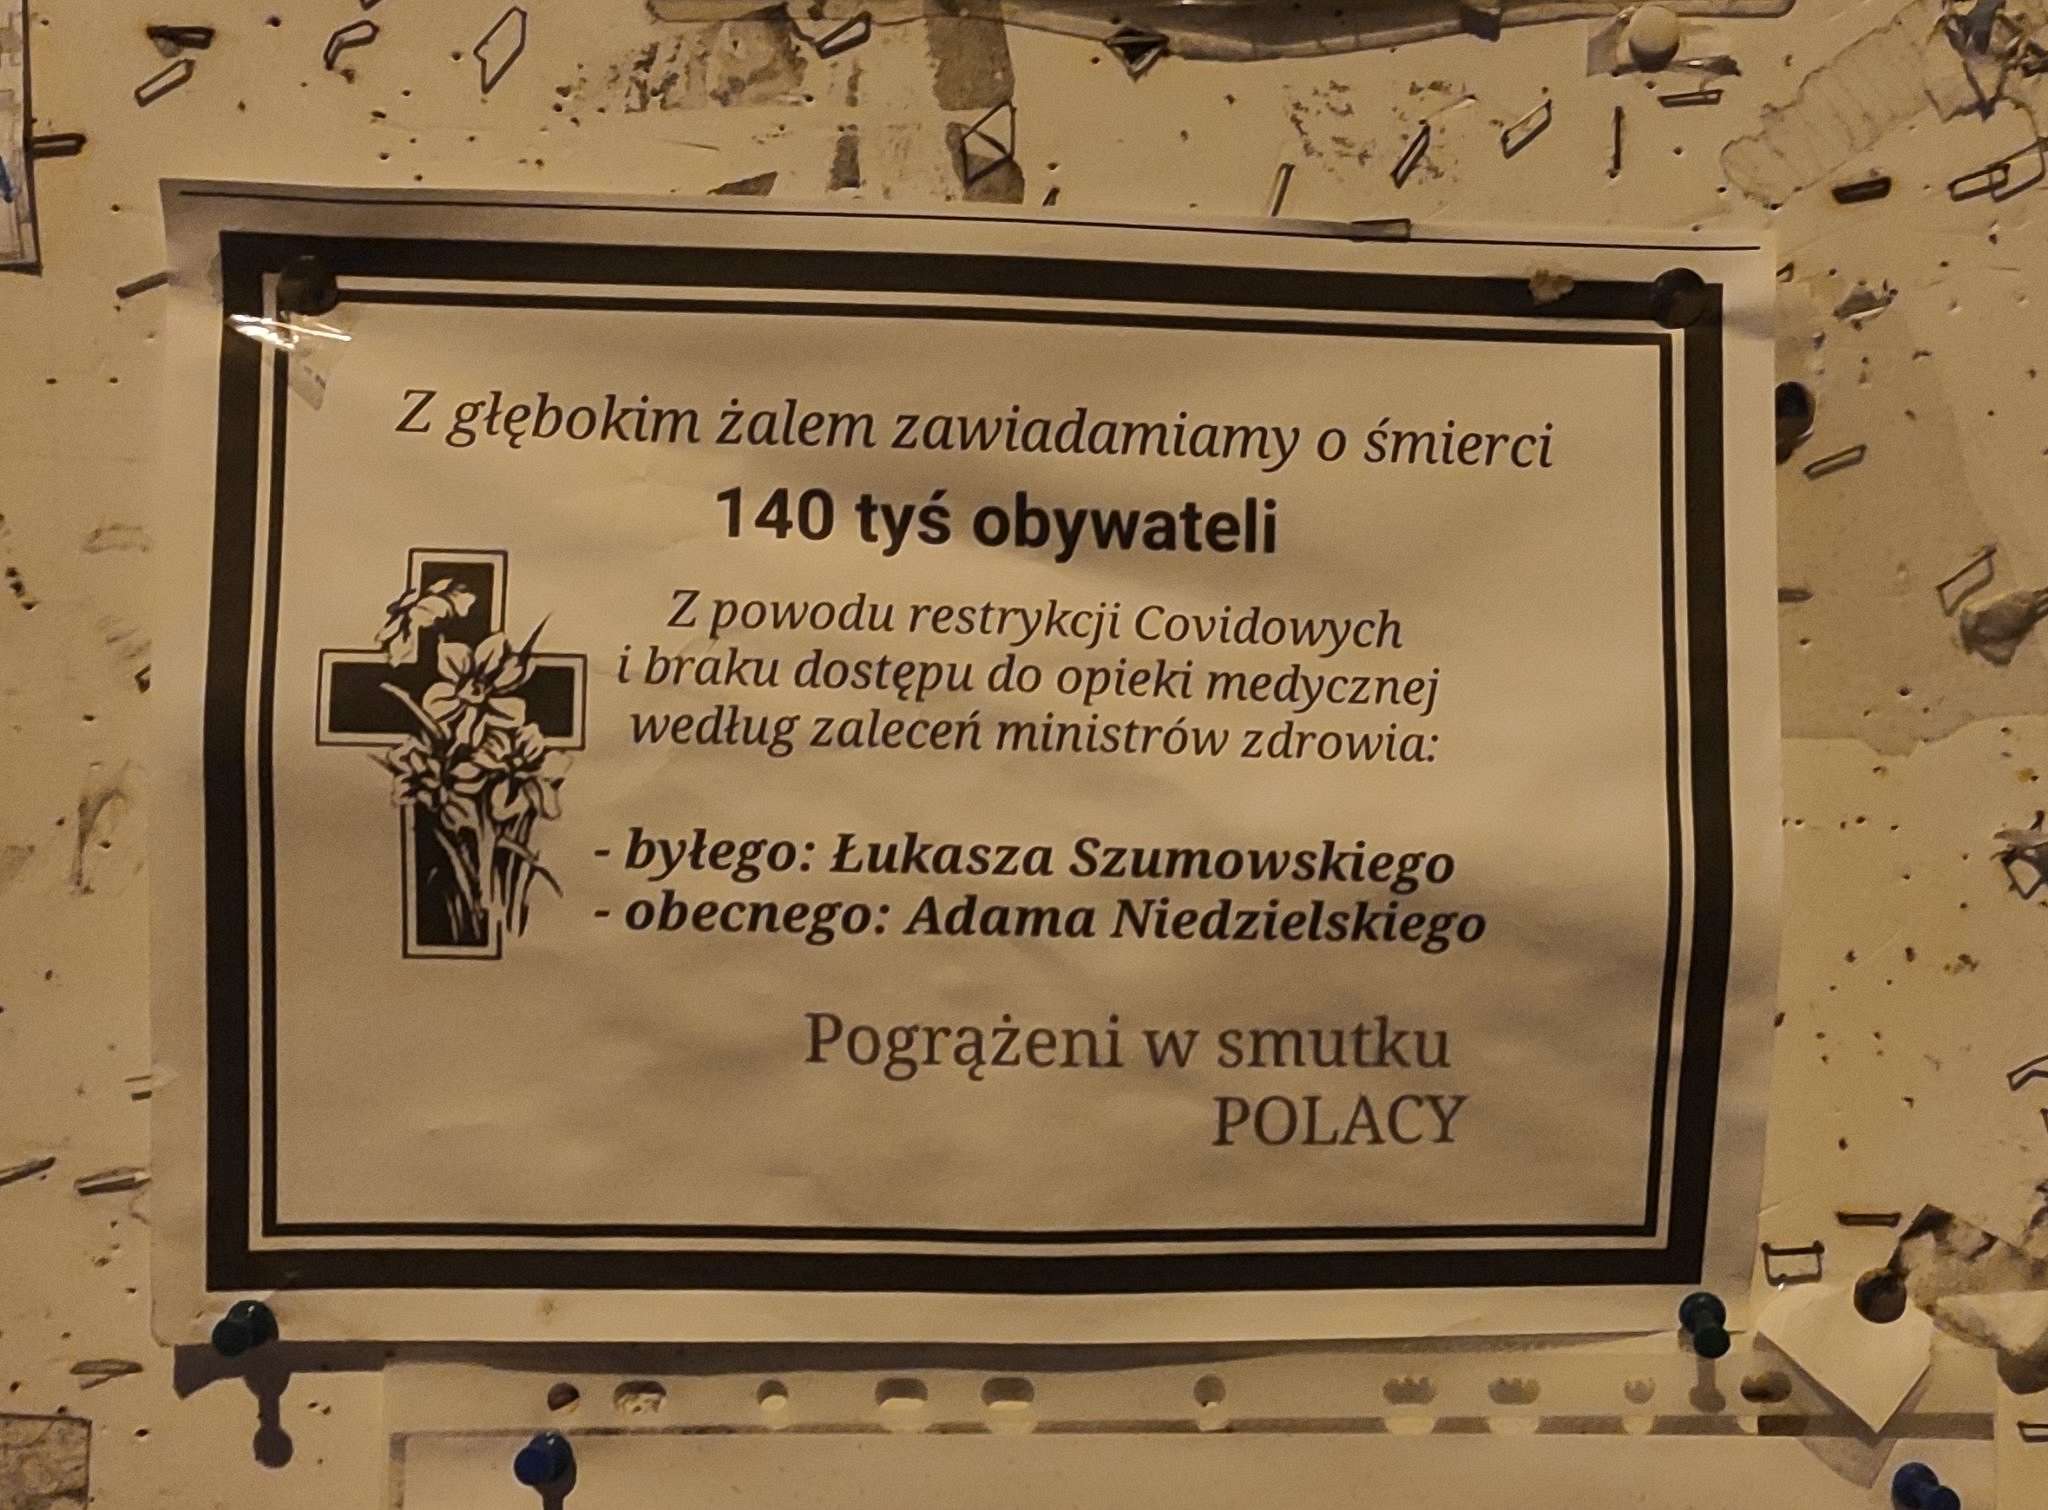 Z głębokim żalem zawiadamiamy o śmierci
140 tyś obywateli
Z powodu restrykcji Covidowych
i braku dostępu do opieki medycznej
według zaleceń ministrów zdrowia:
- byłego: Łukasza Szumowskiego
- obecnego: Adama Niedzielskiego
Pogrążeni w smutku
POLACY